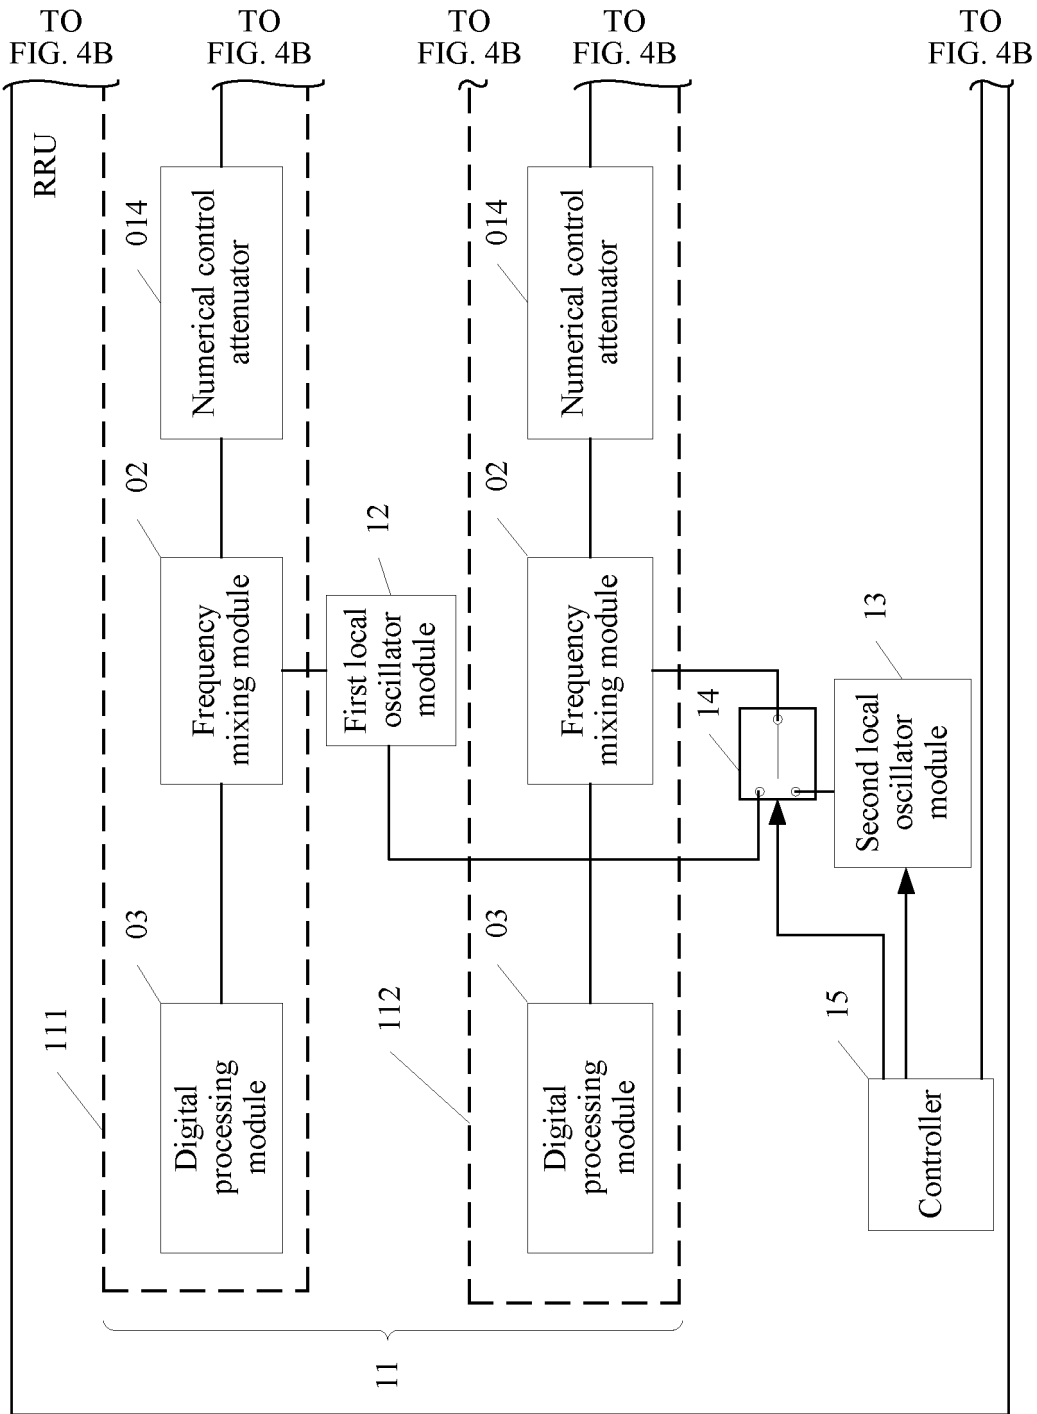 TO
FIG. 4B
TO
FIG. 4B
TO
FIG. 4B
TO
FIG. 4B
TO
FIG. 4B
RRU
111
03
Digital
processing
module
02
Frequency
mixing module
014
Numerical control
attenuator
12
First local
oscillator
module
112
03
Digital
processing
module
02
Frequency
mixing module
014
Numerical control
attenuator
11
14
13
Second local
oscillator
module
15
Controller